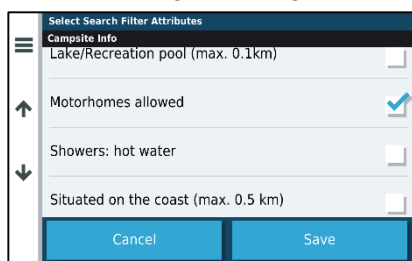 Select Search Filter Attributes
Campsite Info
Lake/Recreation pool (max. 0.1km)
Motorhomes allowed
Showers: hot water
Situated on the coast (max. 0.5 km)
Cancel
Save